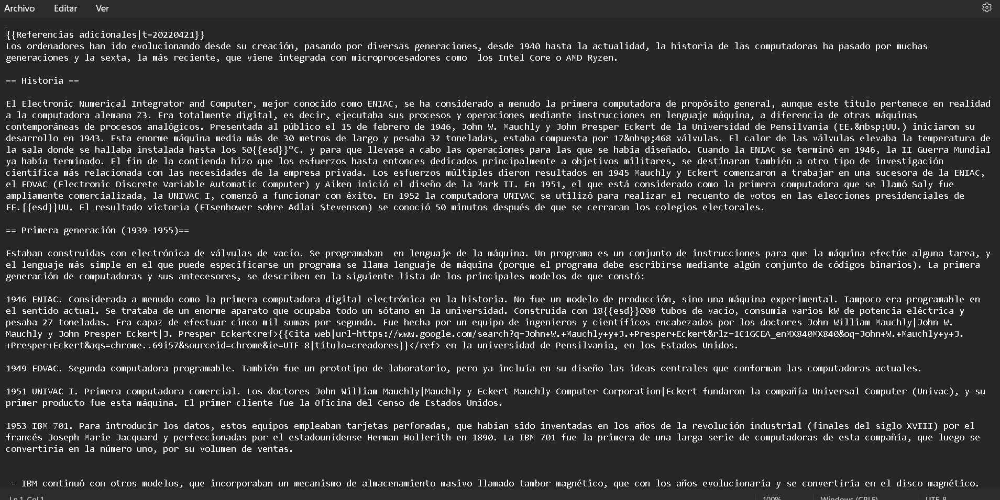 Archivo Editar Ver
{{Referencias adicionales|t=20220421}}
Los ordenadores han ido evolucionando desde su creación, pasando por diversas generaciones, desde 1940 hasta la actualidad, la historia de las computadoras ha pasado por muchas
generaciones y la sexta, la más reciente, que viene integrada con microprocesadores como  los Intel Core o AMD Ryzen.
== Historia ==
El Electronic Numerical Integrator and Computer, mejor conocido como ENIAC, se ha considerado a menudo la primera computadora de propósito general, aunque este título pertenece en realidad
a la computadora alemana Z3. Era totalmente digital, es decir, ejecutaba sus procesos y operaciones mediante instrucciones en lenguaje máquina, a diferencia de otras máquinas
contemporáneas de procesos analógicos. Presentada al público el 15 de febrero de 1946, John W. Mauchly y John Presper Eckert de la Universidad de Pensilvania (EE.&nbsp;UU.) iniciaron su
desarrollo en 1943. Esta enorme máquina medía más de 30 metros de largo y pesaba 32 toneladas, estaba compuesta por 17&nbsp;468 válvulas. El calor de las válvulas elevaba la temperatura de
la sala donde se hallaba instalada hasta los 50{{esd}}°C. y para que llevase a cabo las operaciones para las que se había diseñado. Cuando la ENIAC se terminó en 1946, la II Guerra Mundial
ya había terminado. El fin de la contienda hizo que los esfuerzos hasta entonces dedicados principalmente a objetivos militares, se destinaran también a otro tipo de investigación
científica más relacionada con las necesidades de la empresa privada. Los esfuerzos múltiples dieron resultados en 1945 Mauchly y Eckert comenzaron a trabajar en una sucesora de la ENIAC,
el EDVAC (Electronic Discrete Variable Automatic Computer) y Aiken inició el diseño de la Mark II. En 1951, el que está considerado como la primera computadora que se llamó Saly fue
ampliamente comercializada, la UNIVAC I, comenzó a funcionar con éxito. En 1952 la computadora UNIVAC se utilizó para realizar el recuento de votos en las elecciones presidenciales de
EE.{{esd}}UU. El resultado victoria (EIsenhower sobre Adlai Stevenson) se conoció 50 minutos después de que se cerraran los colegios electorales.
== Primera generación (1939-1955)==
Estaban construidas con electrónica de válvulas de vacío. Se programaban  en lenguaje de la máquina. Un programa es un conjunto de instrucciones para que la máquina efectúe alguna tarea, y
el lenguaje más simple en el que puede especificarse un programa se llama lenguaje de máquina (porque el programa debe escribirse mediante algún conjunto de códigos binarios). La primera
generación de computadoras y sus antecesores, se describen en la siguiente lista de los principales modelos de que constó:
1946 ENIAC. Considerada a menudo como la primera computadora digital electrónica en la historia. No fue un modelo de producción, sino una máquina experimental. Tampoco era programable en
el sentido actual. Se trataba de un enorme aparato que ocupaba todo un sótano en la universidad. Construida con 18{{esd}}000 tubos de vacío, consumía varios kW de potencia eléctrica y
pesaba 27 toneladas. Era capaz de efectuar cinco mil sumas por segundo. Fue hecha por un equipo de ingenieros y científicos encabezados por los doctores John William Mauchly|John W.
Mauchly y John Presper Eckert|J. Presper Eckert<ref>{{Cita web|url=https://www.google.com/search?q=John+W.+Mauchly+y+J.+Presper+Eckert&rlz=1C1GCEA_enMX840MX840&oq=John+W.+Mauchly+y+J.
+Presper+Eckert&aqs=chrome..69i57&sourceid=chrome&ie=UTF-8|título=creadores}}</ref> en la universidad de Pensilvania, en los Estados Unidos.
1949 EDVAC. Segunda computadora programable. También fue un prototipo de laboratorio, pero ya incluía en su diseño las ideas centrales que conforman las computadoras actuales.
1951 UNIVAC I. Primera computadora comercial. Los doctores John William Mauchly|Mauchly y Eckert–Mauchly Computer Corporation|Eckert fundaron la compañía Universal Computer (Univac), y su
primer producto fue esta máquina. El primer cliente fue la Oficina del Censo de Estados Unidos.
1953 IBM 701. Para introducir los datos, estos equipos empleaban tarjetas perforadas, que habían sido inventadas en los años de la revolución industrial (finales del siglo XVIII) por el
francés Joseph Marie Jacquard y perfeccionadas por el estadounidense Herman Hollerith en 1890. La IBM 701 fue la primera de una larga serie de computadoras de esta compañía, que luego se
convertiría en la número uno, por su volumen de ventas.
- IBM continuó con otros modelos, que incorporaban un mecanismo de almacenamiento masivo llamado tambor magnético, que con los años evolucionaría y se convertiría en el disco magnético.
Ln 1, Col 1 100% Windows (CRLF) UTF-8